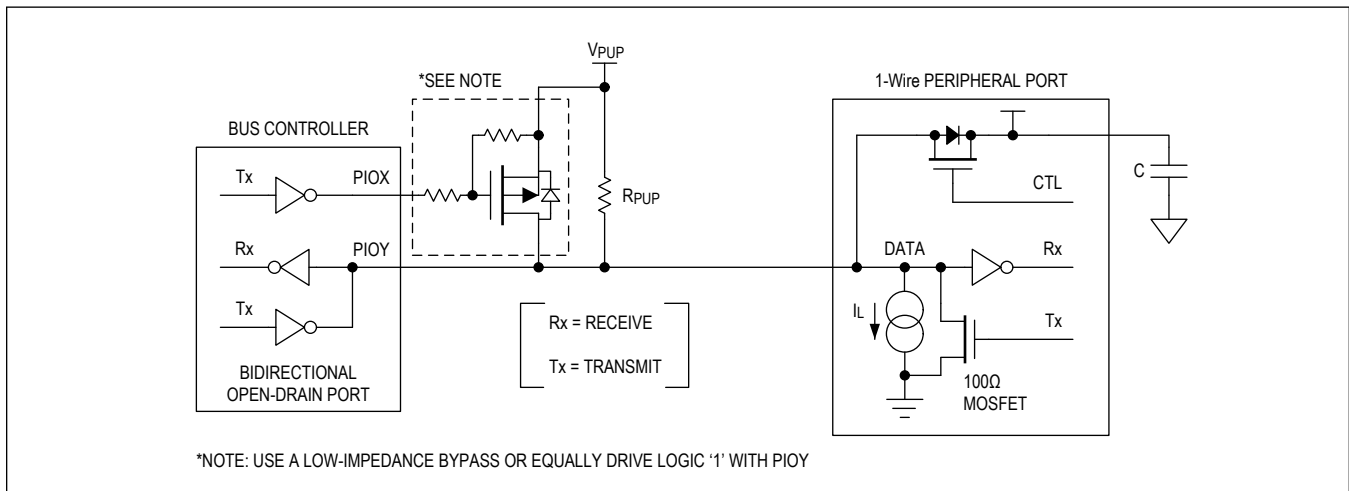 VPUP
*SEE NOTE
1-Wire PERIPHERAL PORT
BUS CONTROLLER
Tx
PIOX
RPUP
C
CTL
Rx
PIOY
DATA
Rx
Tx
IL
Tx
Rx = RECEIVE
Tx = TRANSMIT
BIDIRECTIONAL
OPEN-DRAIN PORT
100Ω
MOSFET
*NOTE: USE A LOW-IMPEDANCE BYPASS OR EQUALLY DRIVE LOGIC ‘1’ WITH PIOY